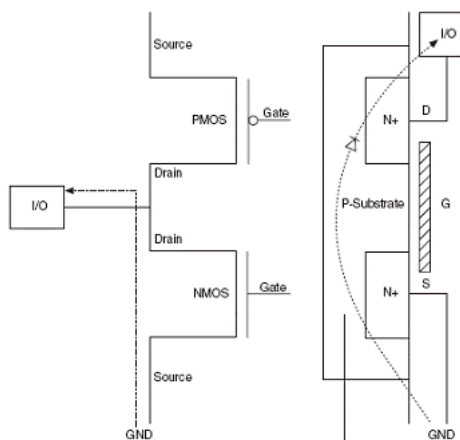 Source
PMOS
Gate
Drain
I/O
Drain
NMOS
Gate
Source
GND
I/O
D
N+
P-Substrate
G
S
N+
GND